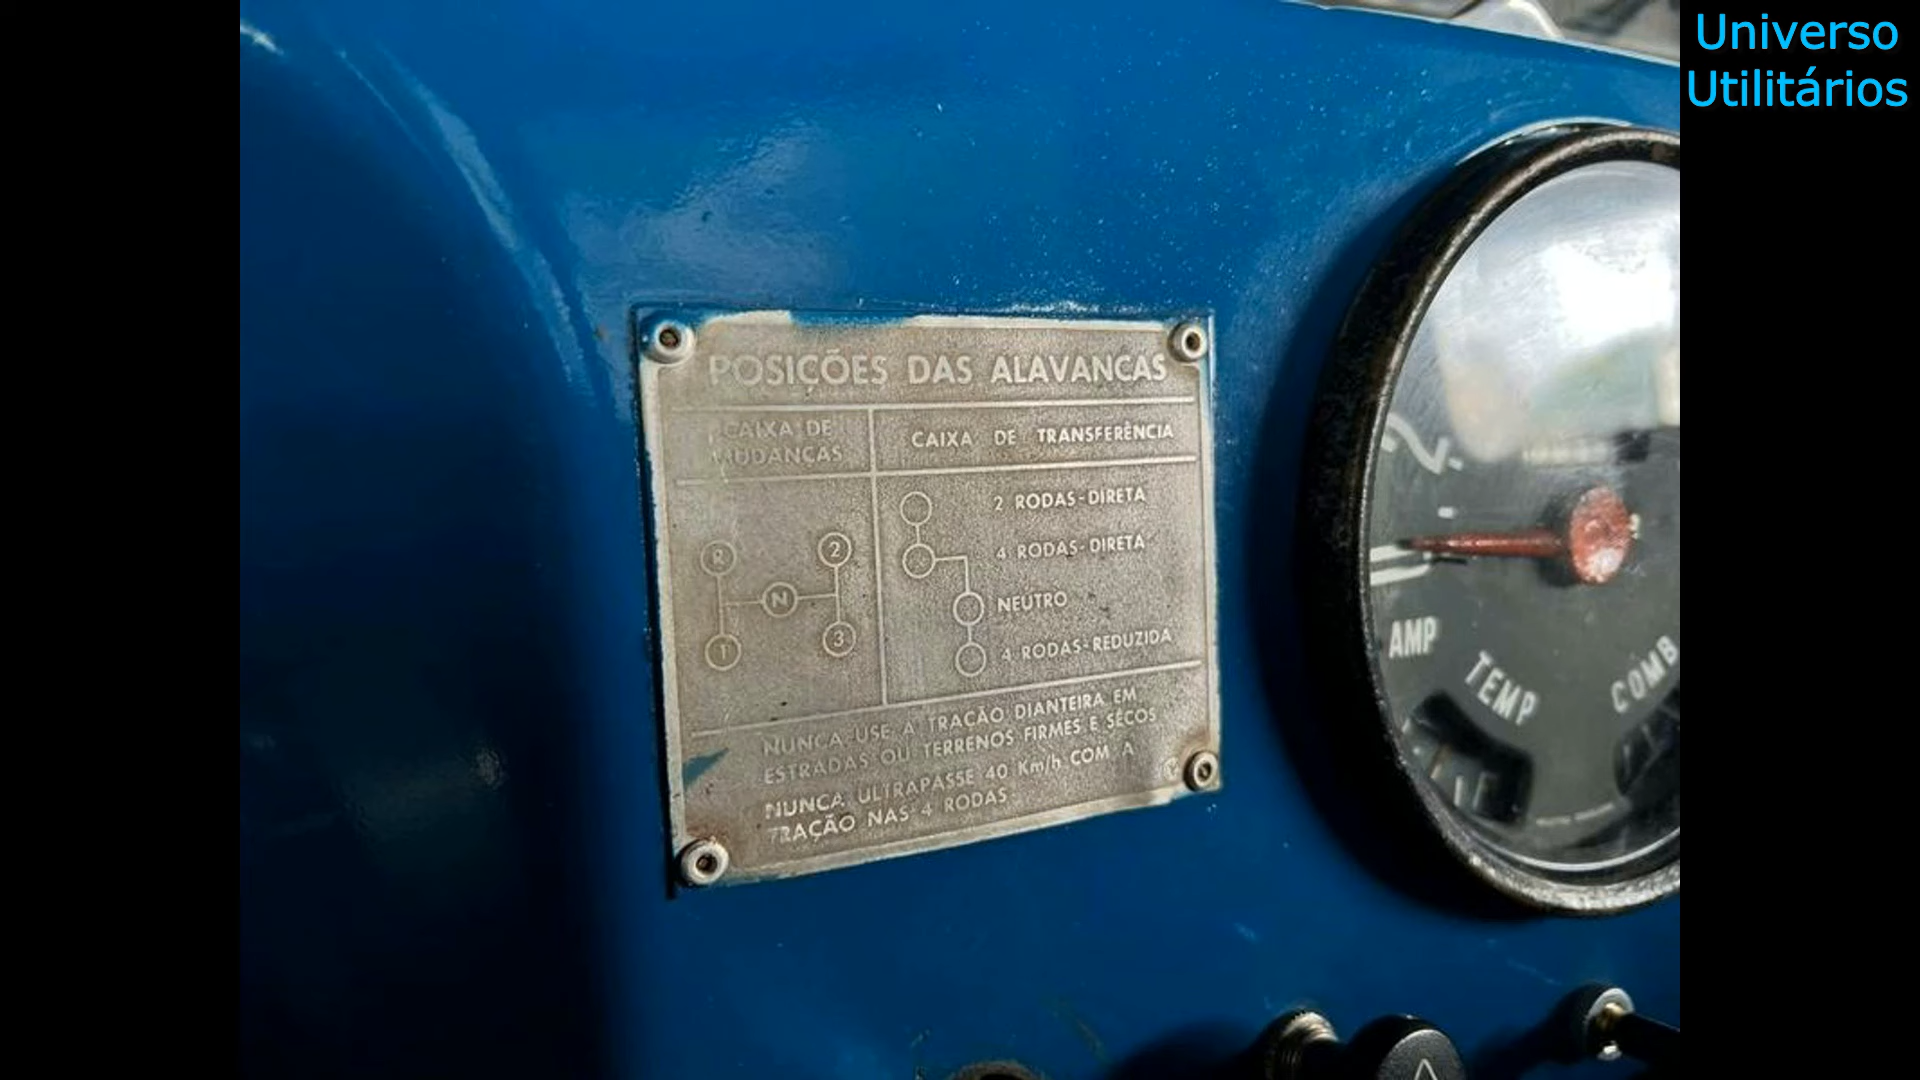 Universo
Utilitários
POSIÇÕES DAS ALAVANCAS
CAIXA DE
MUDANÇAS
CAIXA DE TRANSFERÊNCIA
2 RODAS-DIRETA
R
2
4 RODAS-DIRETA
N
NEUTRO
1
3
4 RODAS-REDUZIDA
NUNCA USE A TRAÇÃO DIANTEIRA EM
ESTRADAS OU TERRENOS FIRMES E SÊCOS
NUNCA ULTRAPASSE 40 Km/h COM A
TRAÇÃO NAS 4 RODAS
AMP
TEMP
COMB